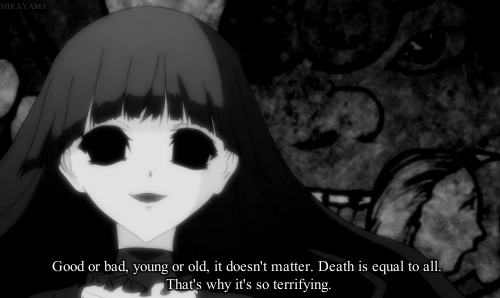 MIRAYAMA
Good or bad, young or old, it doesn't matter. Death is equal to all.
That's why it's so terrifying.